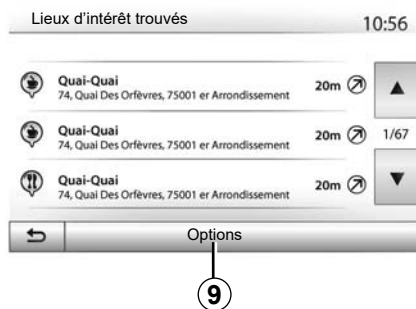 Lieux d’intérêt trouvés 10:56
Quai-Quai
74, Quai Des Orfèvres, 75001 er Arrondissement 20m
Quai-Quai
74, Quai Des Orfèvres, 75001 er Arrondissement 20m
1/67
Quai-Quai
74, Quai Des Orfèvres, 75001 er Arrondissement 20m
Options
9